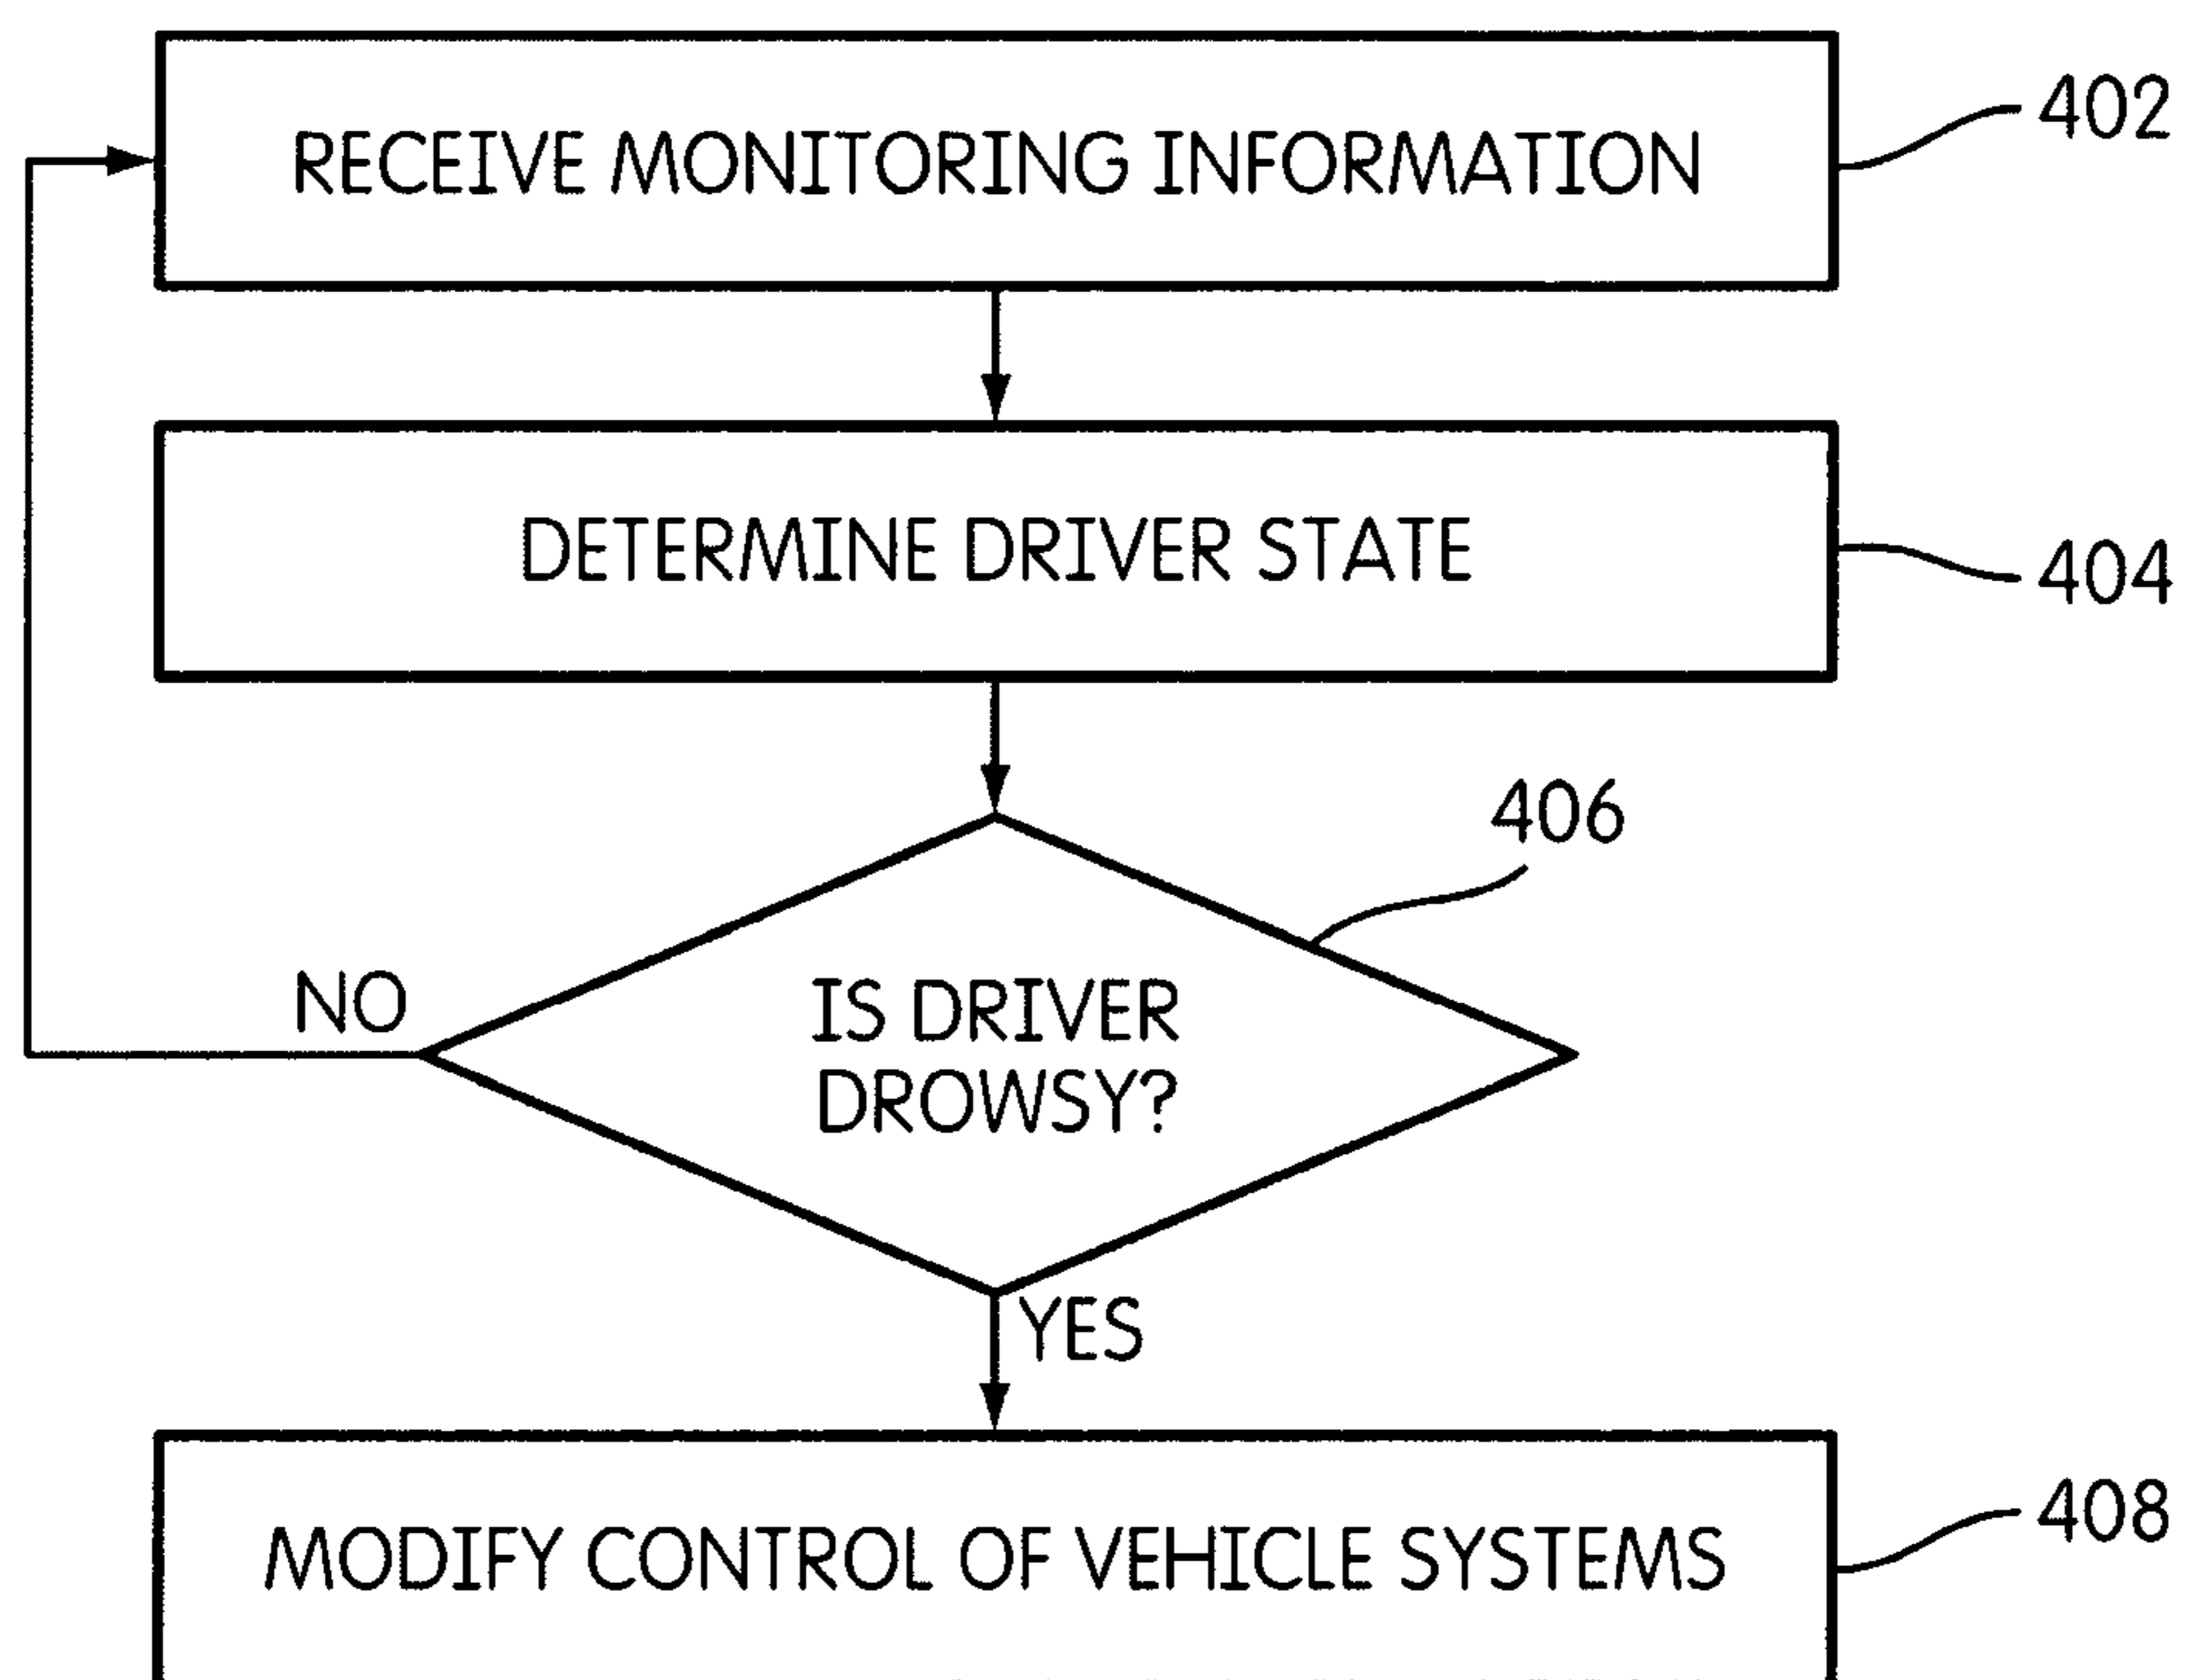 RECEIVE MONITORING INFORMATION
402
DETERMINE DRIVER STATE
404
406
IS DRIVER
DROWSY?
NO
YES
MODIFY CONTROL OF VEHICLE SYSTEMS
408